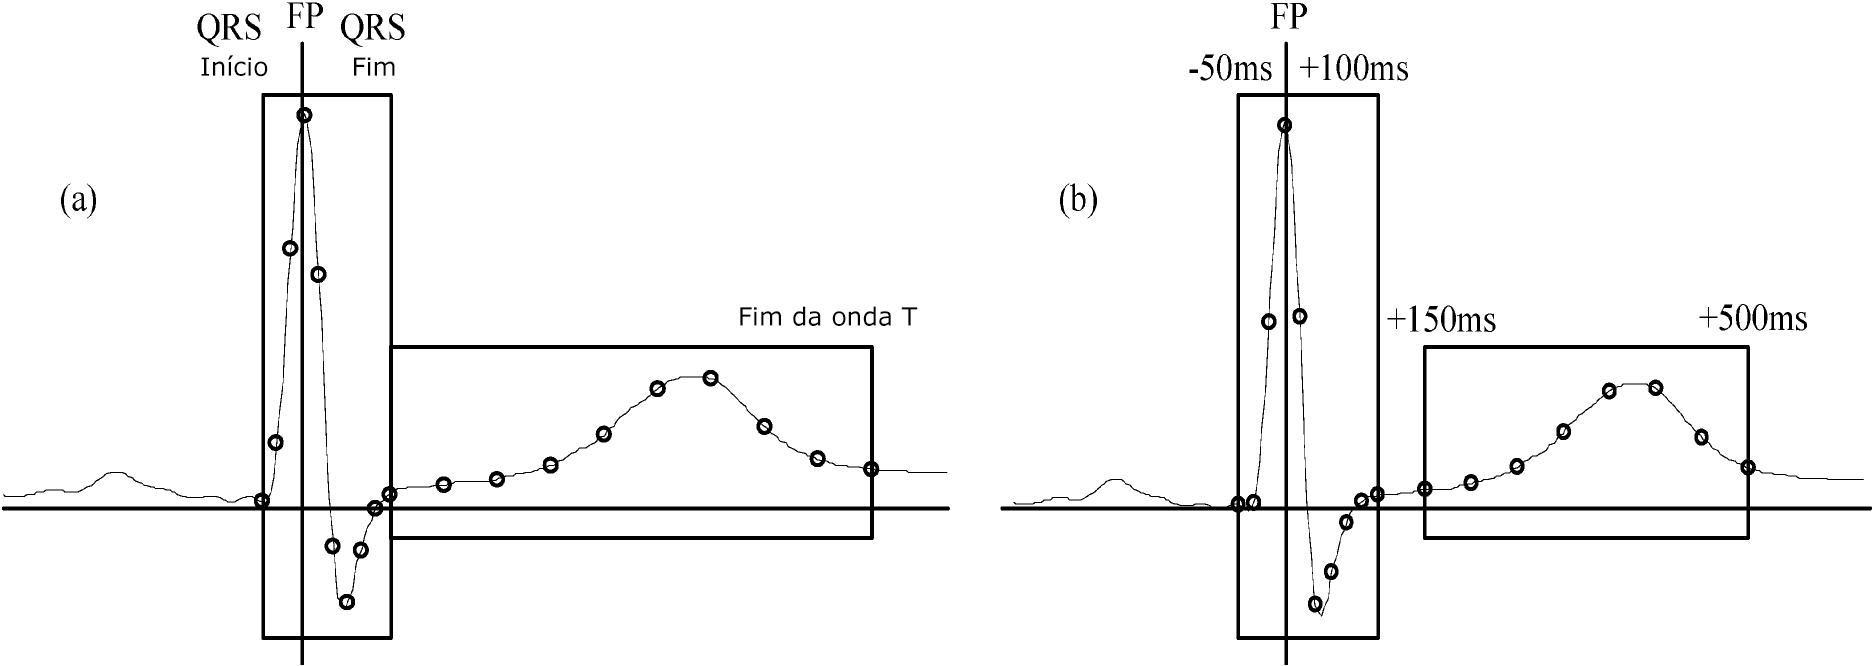 (a)
QRS
Início
FP
QRS
Fim
Fim da onda T
(b)
FP
-50ms
+100ms
+150ms
+500ms